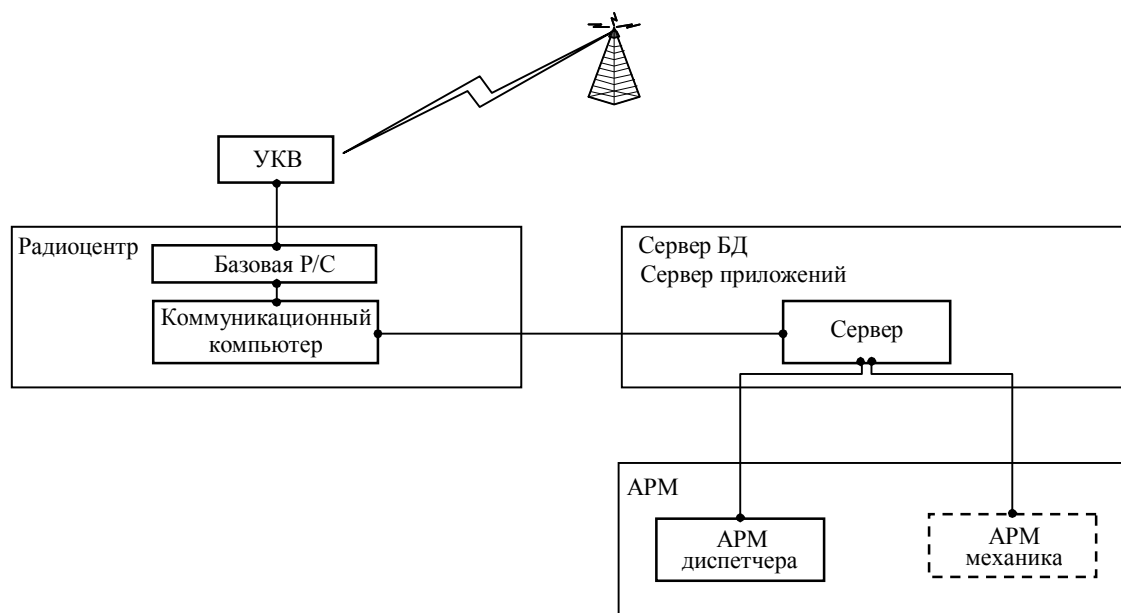 УКВ
Радиоцентр
Базовая Р/С
Коммуникационный
компьютер
Сервер БД
Сервер приложений
Сервер
АРМ
АРМ
диспетчера
АРМ
механика